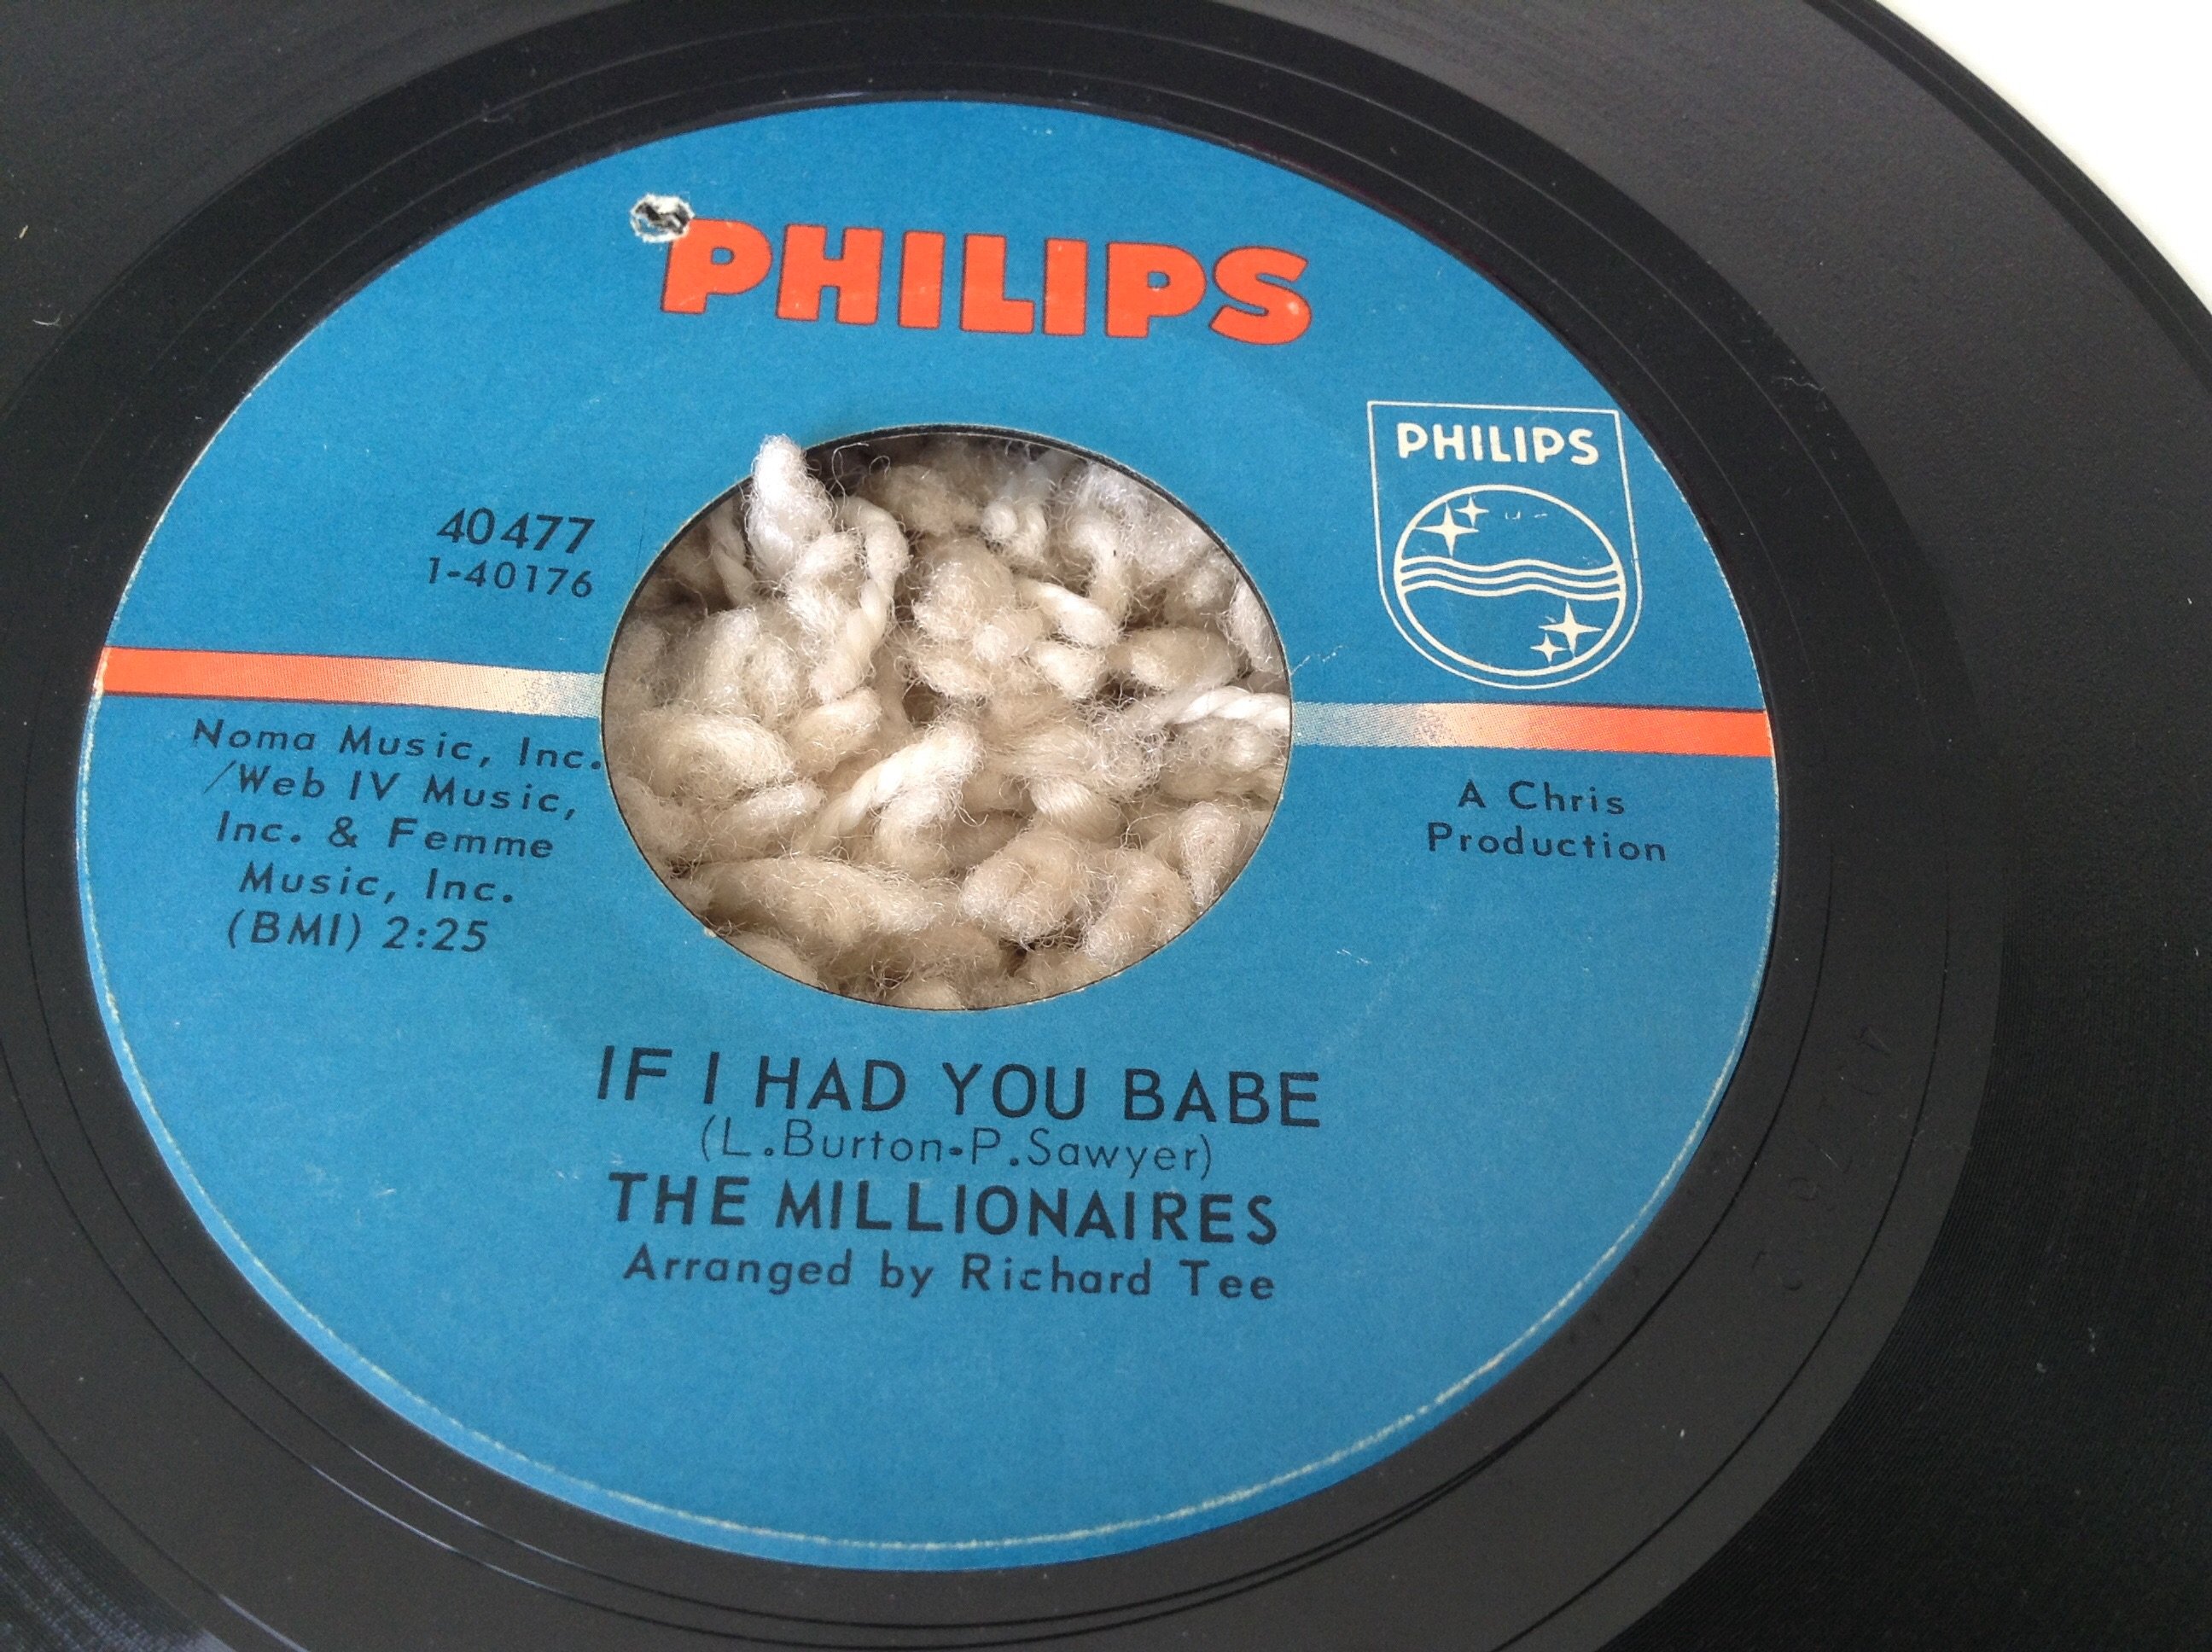 PHILIPS
PHILIPS
40477
1-40176
Noma Music, Inc.
/Web IV Music,
Inc. & Femme
Music, Inc.
(BMI) 2:25
A Chris
Production
IF I HAD YOU BABE
(L.Burton-P.Sawyer)
THE MILLIONAIRES
Arranged by Richard Tee